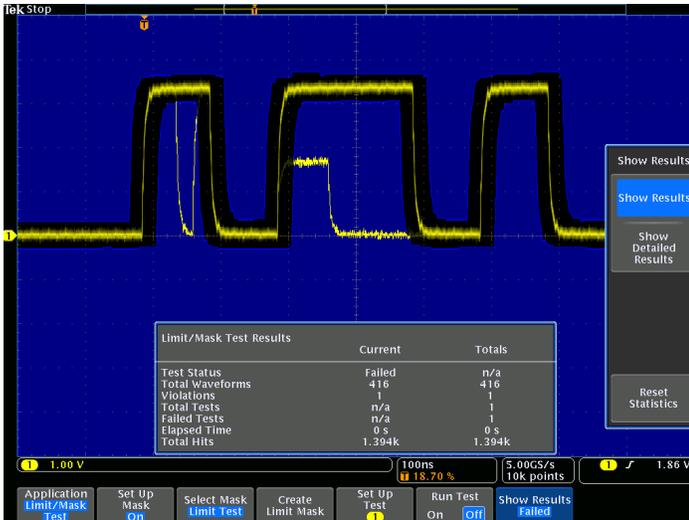 Tek Stop
T
T
Show Results
Show Results
Show
Detailed
Results
Reset
Statistics
1
Limit/Mask Test Results
Current Totals
Test Status Failed n/a
Total Waveforms 416 416
Violations 1 1
Total Tests n/a 1
Failed Tests n/a 1
Elapsed Time 0 s 0 s
Total Hits 1.394k 1.394k
1 1.00 V
100ns
T 18.70 %
5.00GS/s
10k points
1 1.86 V
Application
Limit/Mask
Test
Set Up
Mask
On
Select Mask
Limit Test
Create
Limit Mask
Set Up
Test
1
Run Test
On Off
Show Results
Failed